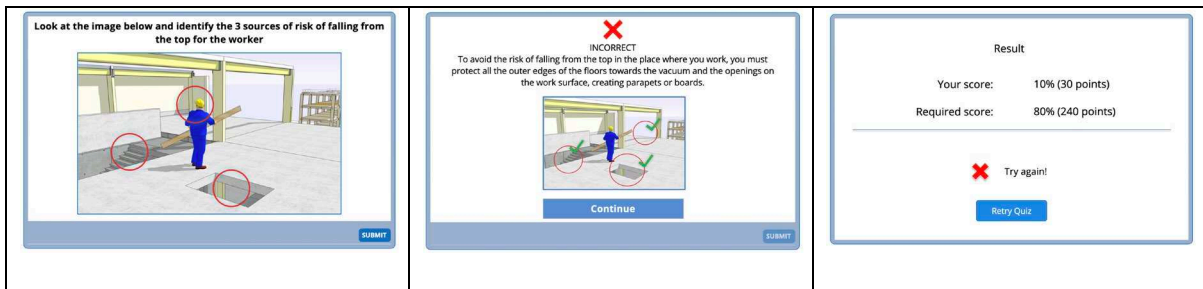 Look at the image below and identify the 3 sources of risk of falling from
the top for the worker
SUBMIT
INCORRECT
To avoid the risk of falling from the top in the place where you work, you must
protect all the outer edges of the floors towards the vacuum and the openings on
the work surface, creating parapets or boards.
Continue
SUBMIT
Result
Your score: 10% (30 points)
Required score: 80% (240 points)
Try again!
Retry Quiz